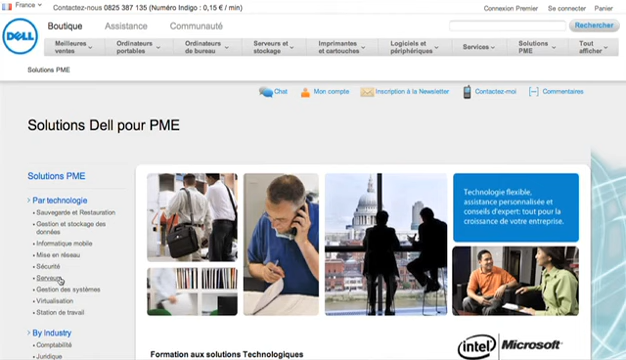 France
Contactez-nous 0825 387 135 (Numéro Indigo : 0,15 € / min)
Connexion Premier
Se connecter
Panier
DELL
Boutique
Assistance
Communauté
Rechercher
Meilleures
ventes
Ordinateurs
portables
Ordinateurs
de bureau
Serveurs et
stockage
Imprimantes
et cartouches
Logiciels et
périphériques
Services
Solutions
PME
Tout
afficher
Solutions PME
Chat
Mon compte
Inscription à la Newsletter
Contactez-moi
Commentaires
Solutions Dell pour PME
Solutions PME
Par technologie
Sauvegarde et Restauration
Gestion et stockage des
données
Informatique mobile
Mise en réseau
Sécurité
Serveurs
Gestion des systèmes
Virtualisation
Station de travail
By Industry
Comptabilité
Juridique
Technologie flexible,
assistance personnalisée et
conseils d'expert: tout pour la
croissance de votre entreprise.
intel
Microsoft
Formation aux solutions Technologiques